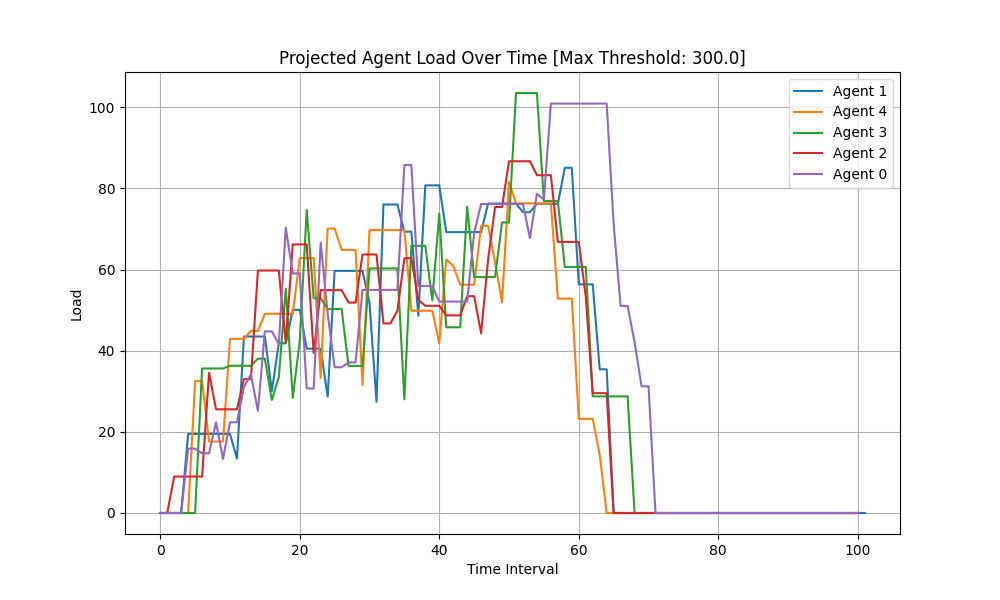 Projected Agent Load Over Time [Max Threshold: 300.0]
Load
100
80
60
40
20
0
Agent 1
Agent 4
Agent 3
Agent 2
Agent 0
0 20 40 60 80 100
Time Interval